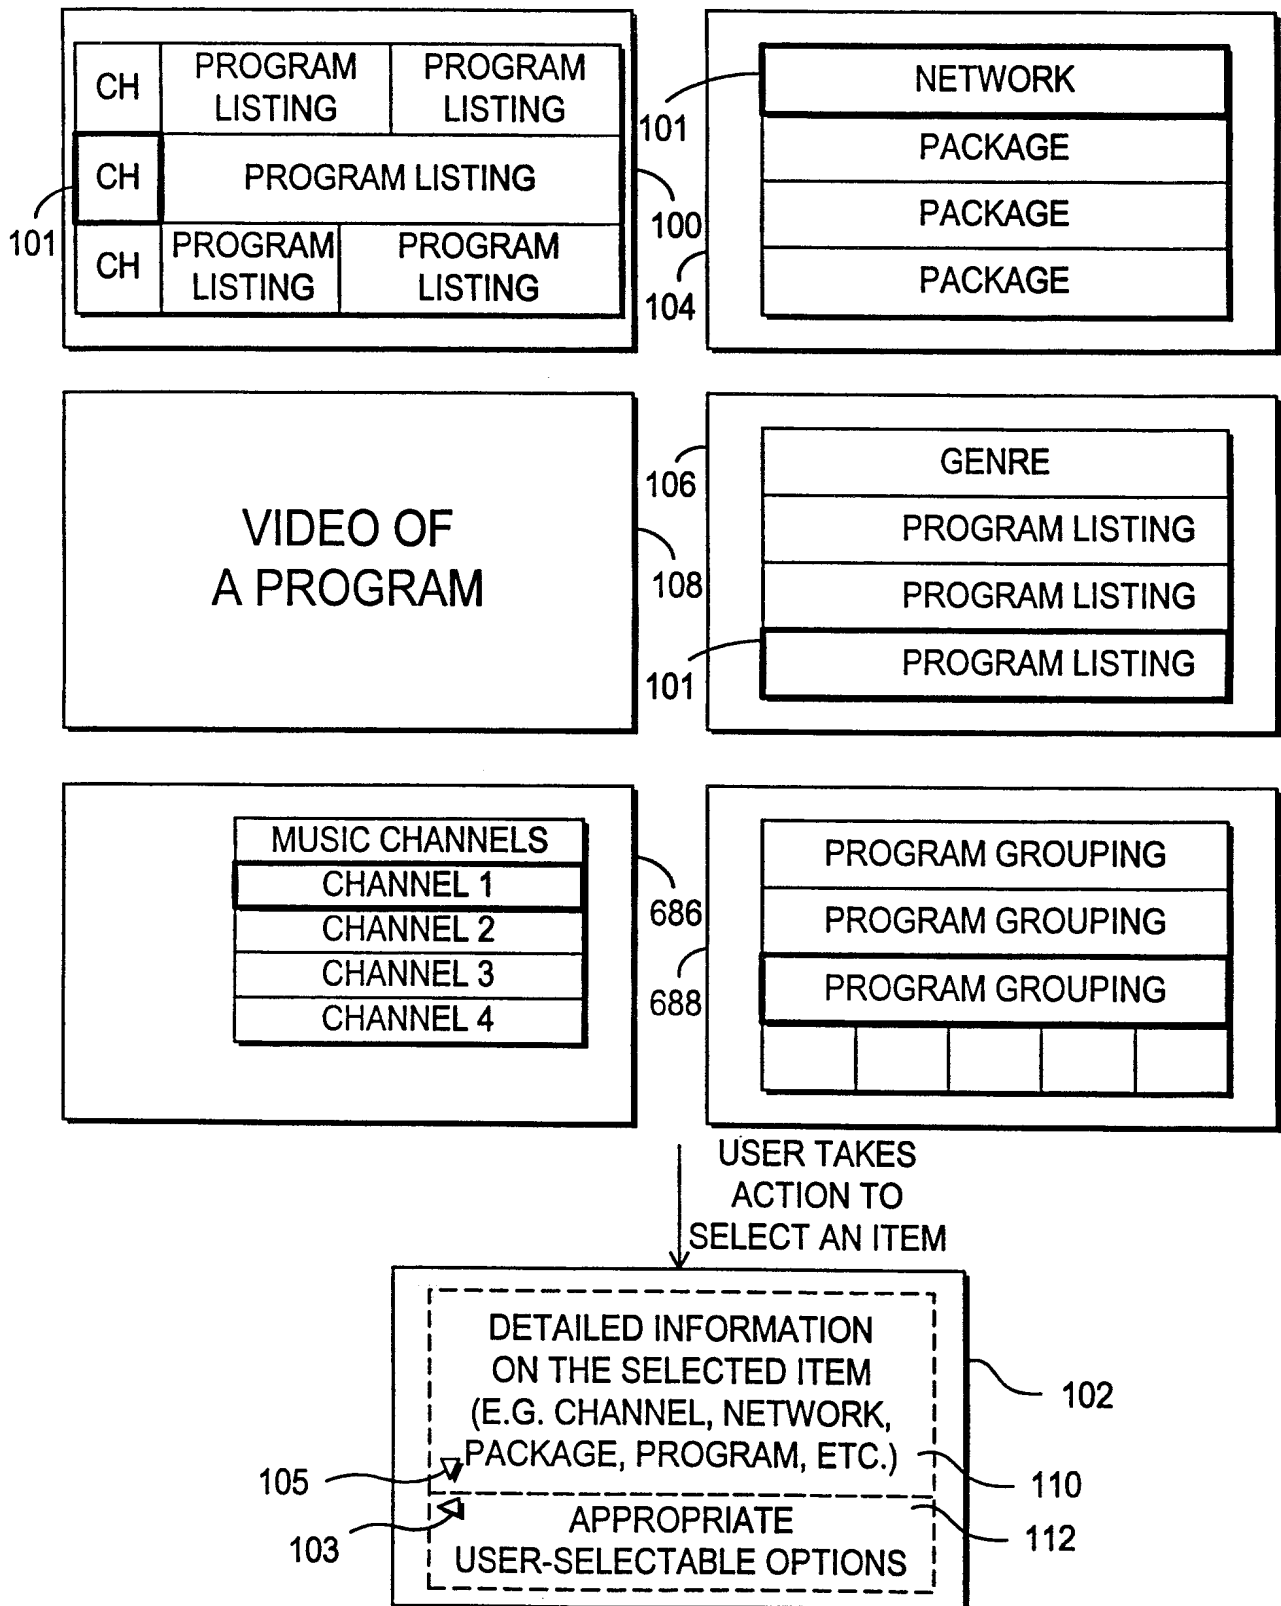 CH
PROGRAM
LISTING
PROGRAM
LISTING
CH
PROGRAM LISTING
CH
PROGRAM
LISTING
PROGRAM
LISTING
101
100
NETWORK
PACKAGE
PACKAGE
PACKAGE
101
104
VIDEO OF
A PROGRAM
108
GENRE
PROGRAM LISTING
PROGRAM LISTING
PROGRAM LISTING
106
101
MUSIC CHANNELS
CHANNEL 1
CHANNEL 2
CHANNEL 3
CHANNEL 4
686
PROGRAM GROUPING
PROGRAM GROUPING
PROGRAM GROUPING
688
USER TAKES
ACTION TO
SELECT AN ITEM
DETAILED INFORMATION
ON THE SELECTED ITEM
(E.G. CHANNEL, NETWORK,
PACKAGE, PROGRAM, ETC.)
102
105
110
103
112
APPROPRIATE
USER-SELECTABLE OPTIONS